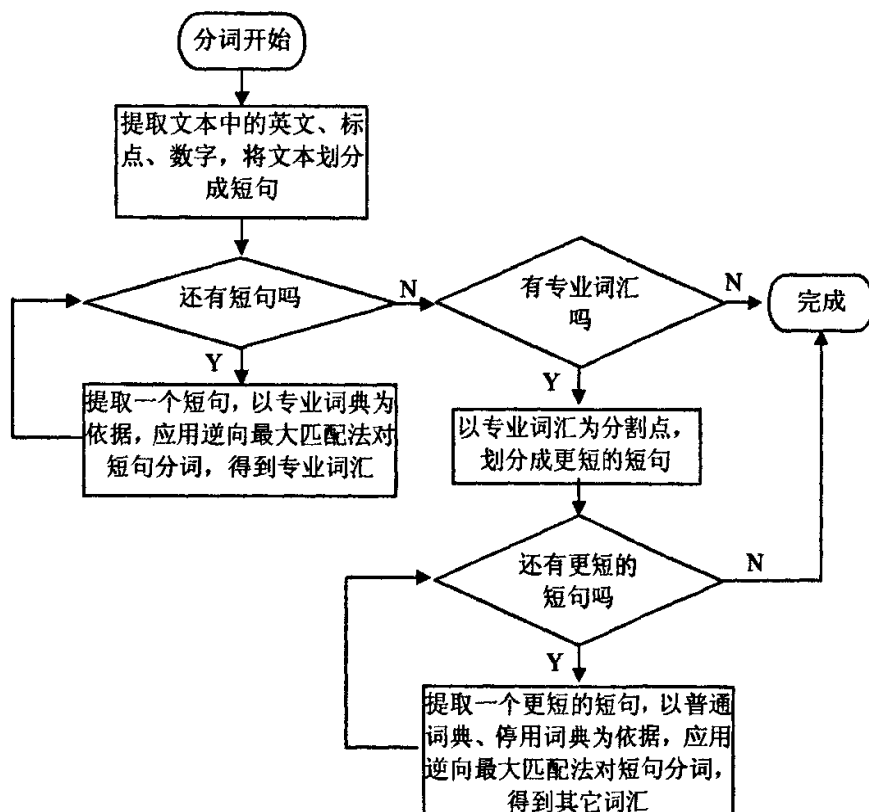 分词开始
提取文本中的英文、标
点、数字，将文本划分
成短句
还有短句吗
N
Y
提取一个短句，以专业词典为
依据，应用逆向最大匹配法对
短句分词，得到专业词汇
有专业词汇
吗
N
完成
Y
以专业词汇为分割点，
划分成更短的短句
还有更短的
短句吗
N
Y
提取一个更短的短句，以普通
词典、停用词典为依据，应用
逆向最大匹配法对短句分词，
得到其它词汇